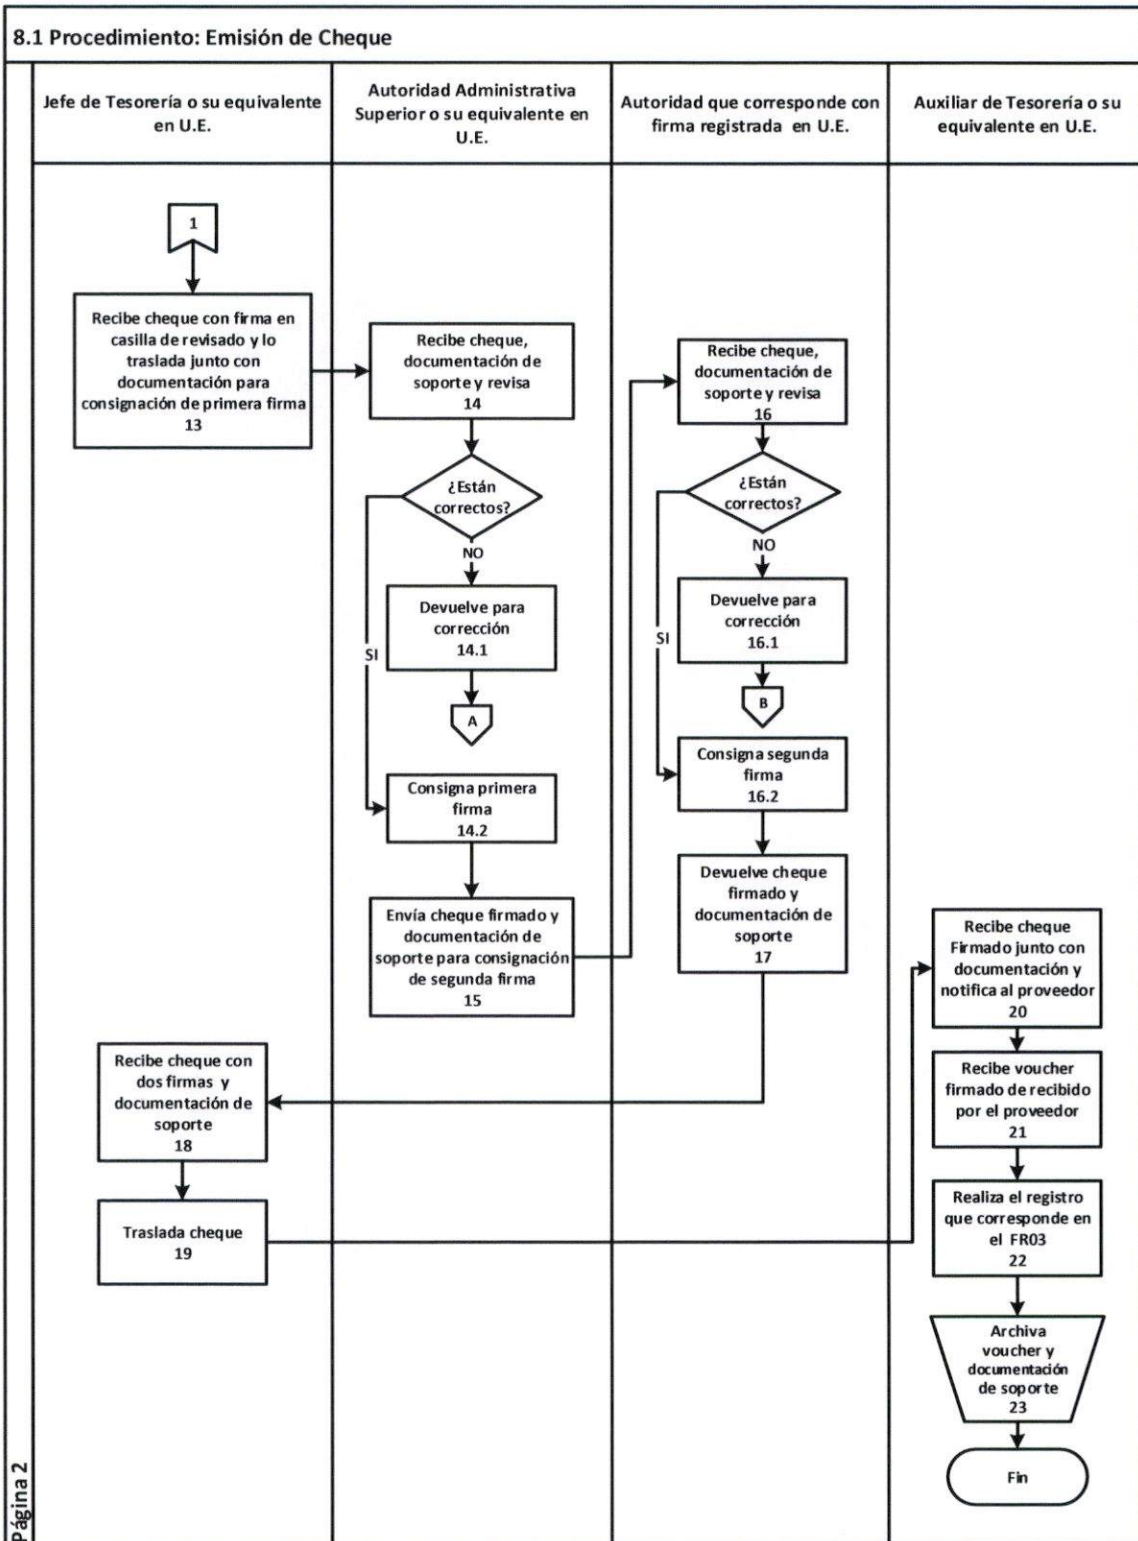 8.1 Procedimiento: Emisión de Cheque
Jefe de Tesorería o su equivalente
en U.E.
Autoridad Administrativa
Superior o su equivalente en
U.E.
Autoridad que corresponde con
firma registrada en U.E.
Auxiliar de Tesorería o su
equivalente en U.E.
1
Recibe cheque con firma en
casilla de revisado y lo
traslada junto con
documentación para
consignación de primera firma
13
Recibe cheque,
documentación de
soporte y revisa
14
¿Están
correctos?
NO
SI
Devuelve para
corrección
14.1
A
Consigna primera
firma
14.2
Envía cheque firmado y
documentación de
soporte para consignación
de segunda firma
15
Recibe cheque,
documentación de
soporte y revisa
16
¿Están
correctos?
NO
SI
Devuelve para
corrección
16.1
B
Consigna segunda
firma
16.2
Devuelve cheque
firmado y
documentación de
soporte
17
Recibe cheque con
dos firmas y
documentación de
soporte
18
Traslada cheque
19
Recibe cheque
Firmado junto con
documentación y
notifica al proveedor
20
Recibe voucher
firmado de recibido
por el proveedor
21
Realiza el registro
que corresponde en
el FR03
22
Archiva
voucher y
documentación
de soporte
23
Fin
Página 2